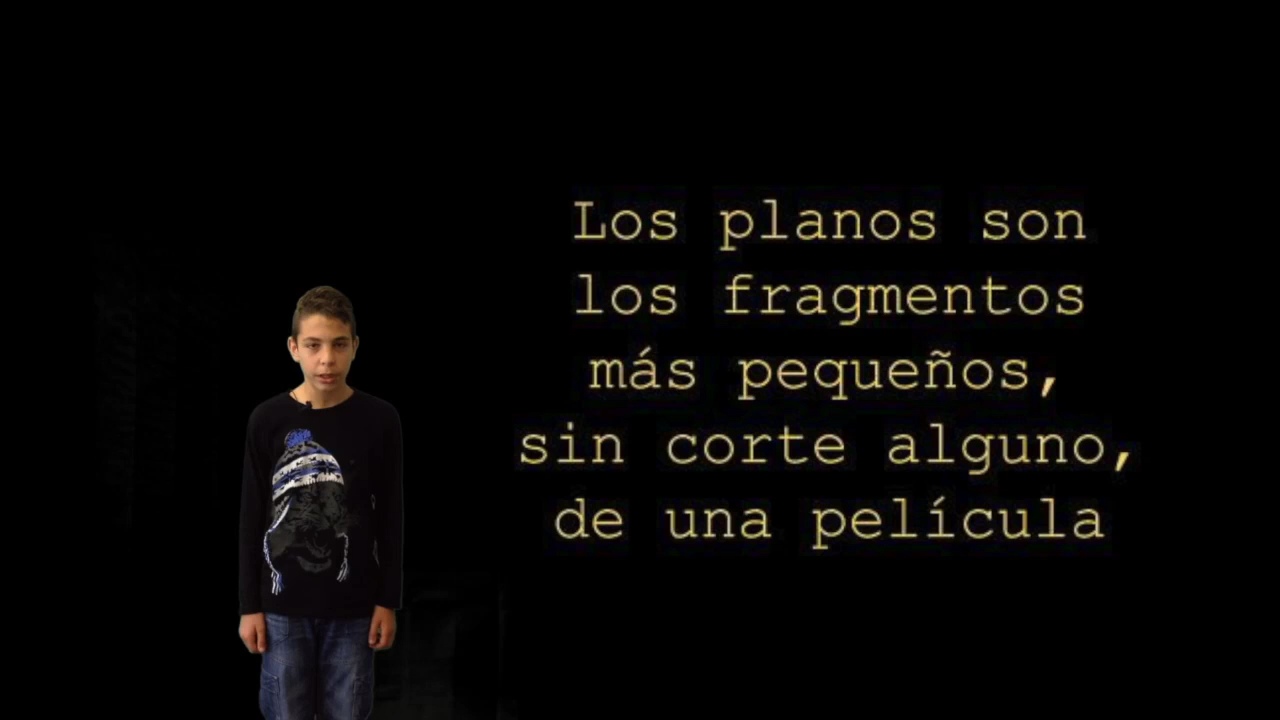 Los planos son
los fragmentos
más pequeños,
sin corte alguno,
de una película